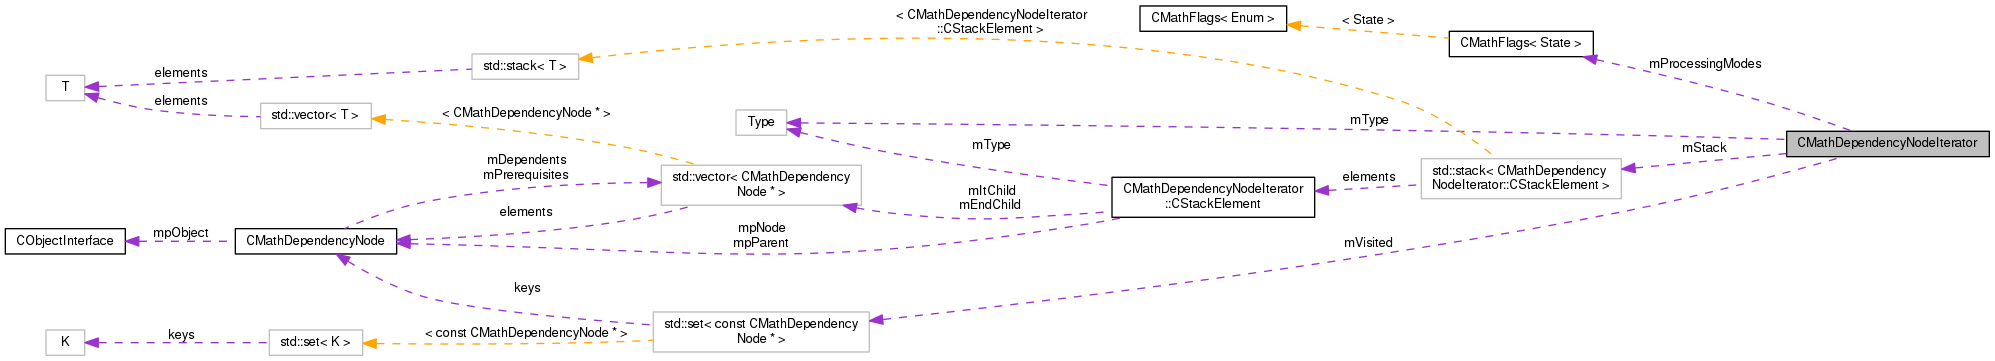 < CMathDependencyNodeIterator
::CStackElement >
CMathFlags< Enum >
< State >
CMathFlags< State >
std::stack< T >
elements
T
elements
std::vector< T >
< CMathDependencyNode * >
mProcessingModes
Type
mType
mType
CMathDependencyNodeIterator
mStack
mDependents
mPrerequisites
std::vector< CMathDependency
Node * >
std::stack< CMathDependency
NodeIterator::CStackElement >
elements
CMathDependencyNodeIterator
::CStackElement
mItChild
mEndChild
elements
mpNode
mpParent
CObjectInterface
mpObject
CMathDependencyNode
mVisited
keys
std::set< const CMathDependency
Node * >
< const CMathDependencyNode * >
K
keys
std::set< K >